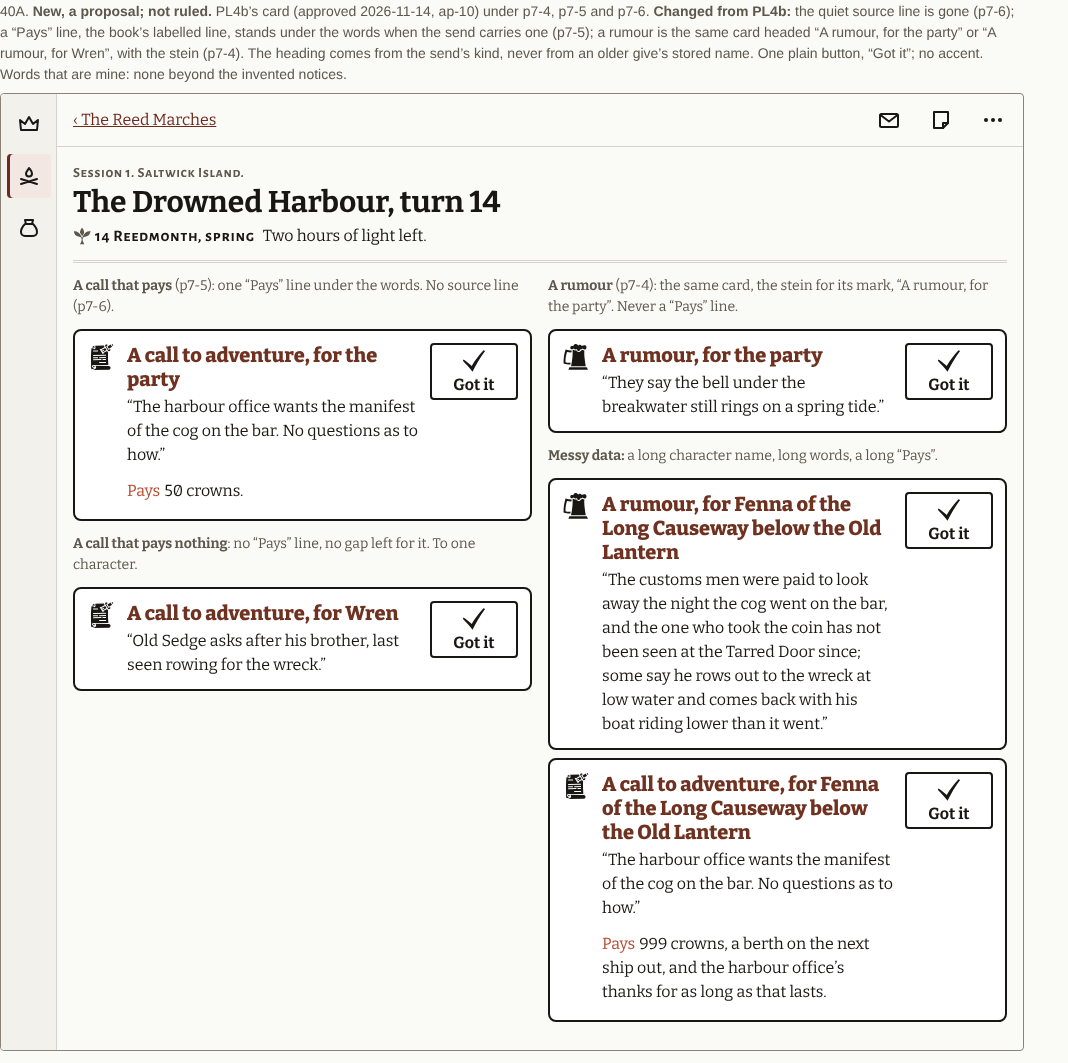 40A. New, a proposal; not ruled. PL4b’s card (approved 2026-11-14, ap-10) under p7-4, p7-5 and p7-6. Changed from PL4b: the quiet source line is gone (p7-6);
a “Pays” line, the book’s labelled line, stands under the words when the send carries one (p7-5); a rumour is the same card headed “A rumour, for the party” or “A
rumour, for Wren”, with the stein (p7-4). The heading comes from the send’s kind, never from an older give’s stored name. One plain button, “Got it”; no accent.
Words that are mine: none beyond the invented notices.
‹ The Reed Marches
Session 1. Saltwick Island.
The Drowned Harbour, turn 14
14 Reedmonth, spring Two hours of light left.
A call that pays (p7-5): one “Pays” line under the words. No source line
(p7-6).
A call to adventure, for the
party
Got it
“The harbour office wants the manifest
of the cog on the bar. No questions as to
how.”
Pays 50 crowns.
A call that pays nothing: no “Pays” line, no gap left for it. To one
character.
A call to adventure, for Wren
Got it
“Old Sedge asks after his brother, last
seen rowing for the wreck.”
A rumour (p7-4): the same card, the stein for its mark, “A rumour, for
the party”. Never a “Pays” line.
A rumour, for the party
Got it
“They say the bell under the
breakwater still rings on a spring tide.”
Messy data: a long character name, long words, a long “Pays”.
A rumour, for Fenna of the
Long Causeway below the Old
Lantern
Got it
“The customs men were paid to look
away the night the cog went on the bar,
and the one who took the coin has not
been seen at the Tarred Door since;
some say he rows out to the wreck at
low water and comes back with his
boat riding lower than it went.”
A call to adventure, for Fenna
of the Long Causeway below
the Old Lantern
Got it
“The harbour office wants the manifest
of the cog on the bar. No questions as to
how.”
Pays 999 crowns, a berth on the next
ship out, and the harbour office’s
thanks for as long as that lasts.